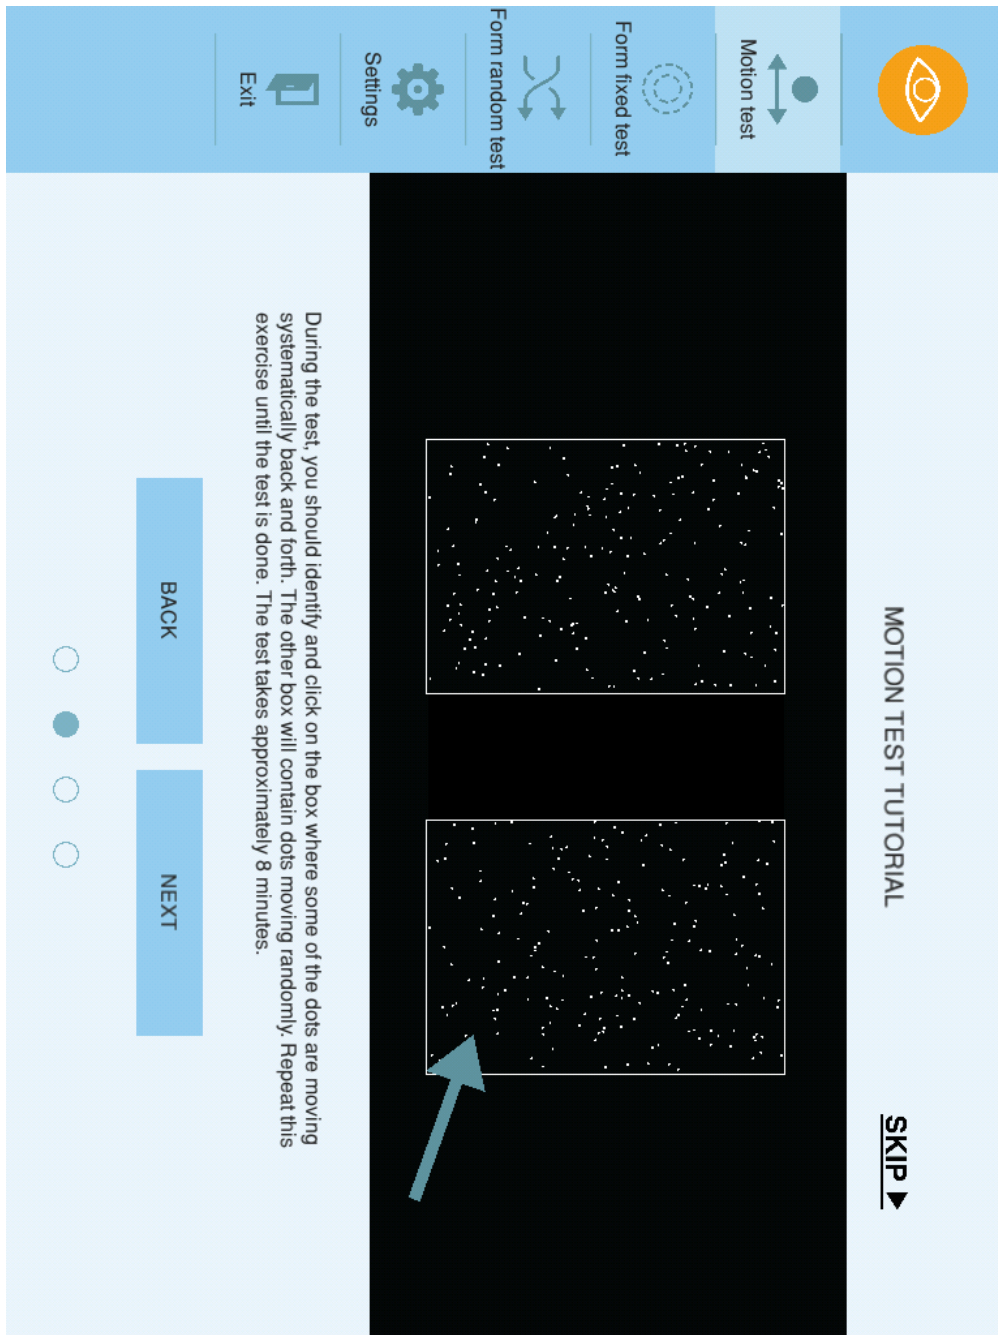 Motion test
Form fixed test
Form random test
Settings
Exit
MOTION TEST TUTORIAL
SKIP
During the test, you should identify and click on the box where some of the dots are moving
systematically back and forth. The other box will contain dots moving randomly. Repeat this
exercise until the test is done. The test takes approximately 8 minutes.
BACK
NEXT